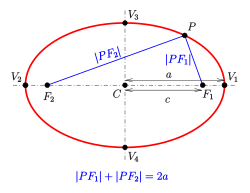 V₃
P
|PF₂|
|PF₁|
V₂
a
V₁
F₂
C
c
F₁
V₄
|PF₁| + |PF₂| = 2a